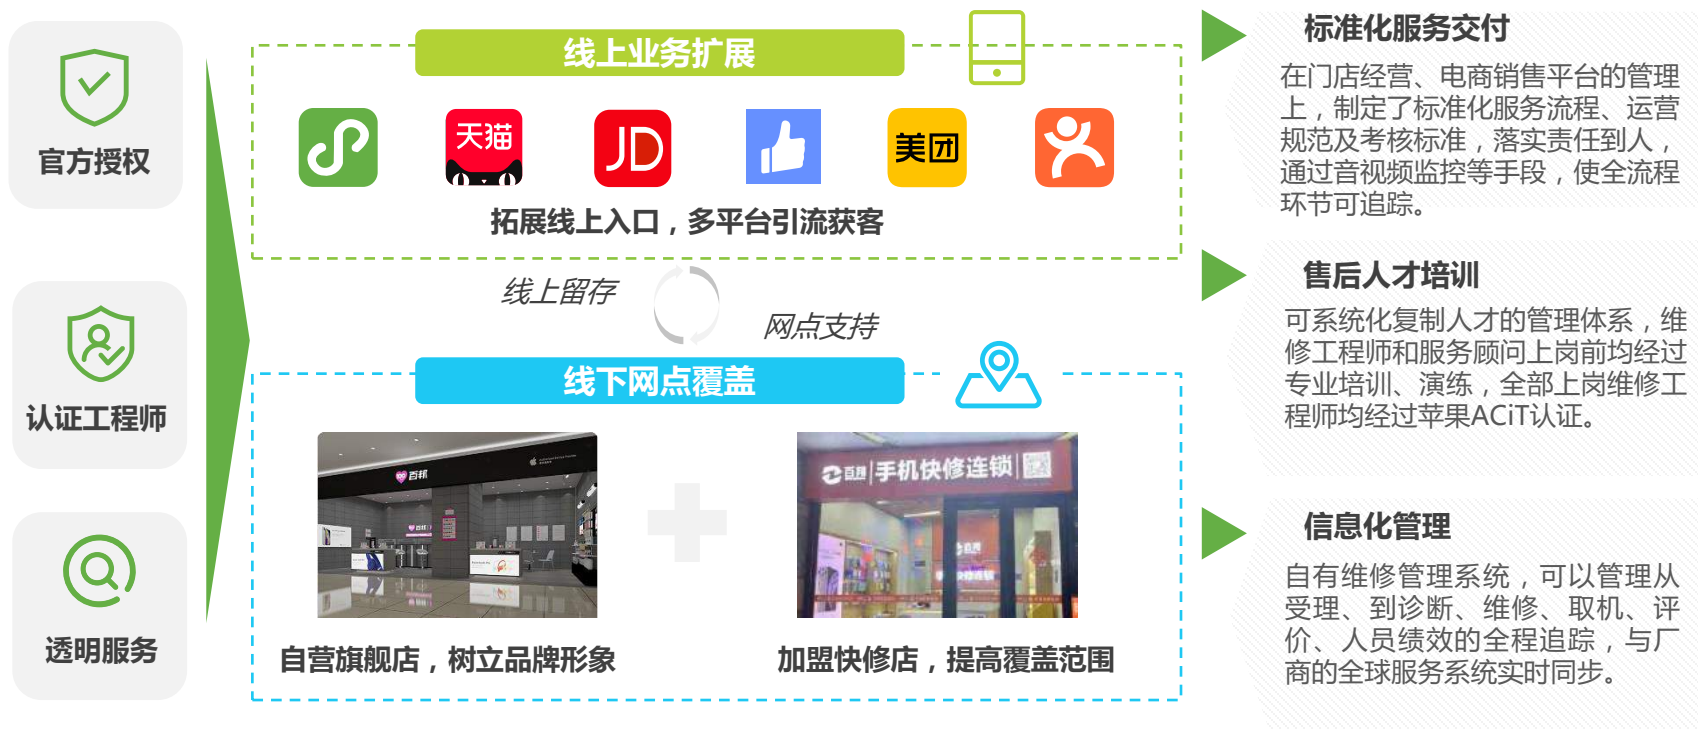 官方授权
认证工程师
透明服务
线上业务扩展
天猫
JD
美团
拓展线上入口，多平台引流获客
线上留存
网点支持
线下网点覆盖
百邦
百邦
百邦
手机快修连锁
百邦
手机快修连锁
自营旗舰店，树立品牌形象
加盟快修店，提高覆盖范围
标准化服务交付
在门店经营、电商销售平台的管理
上，制定了标准化服务流程、运营
规范及考核标准，落实责任到人，
通过音视频监控等手段，使全流程
环节可追踪。
售后人才培训
可系统化复制人才的管理体系，维
修工程师和服务顾问上岗前均经过
专业培训、演练，全部上岗维修工
程师均经过苹果ACiT认证。
信息化管理
自有维修管理系统，可以管理从
受理、到诊断、维修、取机、评
价、人员绩效的全程追踪，与厂
商的全球服务系统实时同步。